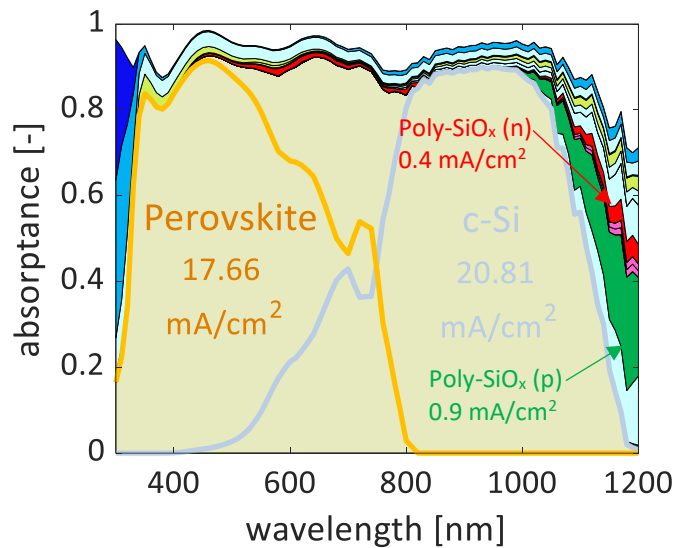 1
0.8
0.6
0.4
0.2
0
absorptance [-]
Poly-SiOₓ (n)
0.4 mA/cm²
Perovskite
17.66
mA/cm²
c-Si
20.81
mA/cm²
Poly-SiOₓ (p)
0.9 mA/cm²
400
600
800
1000
1200
wavelength [nm]